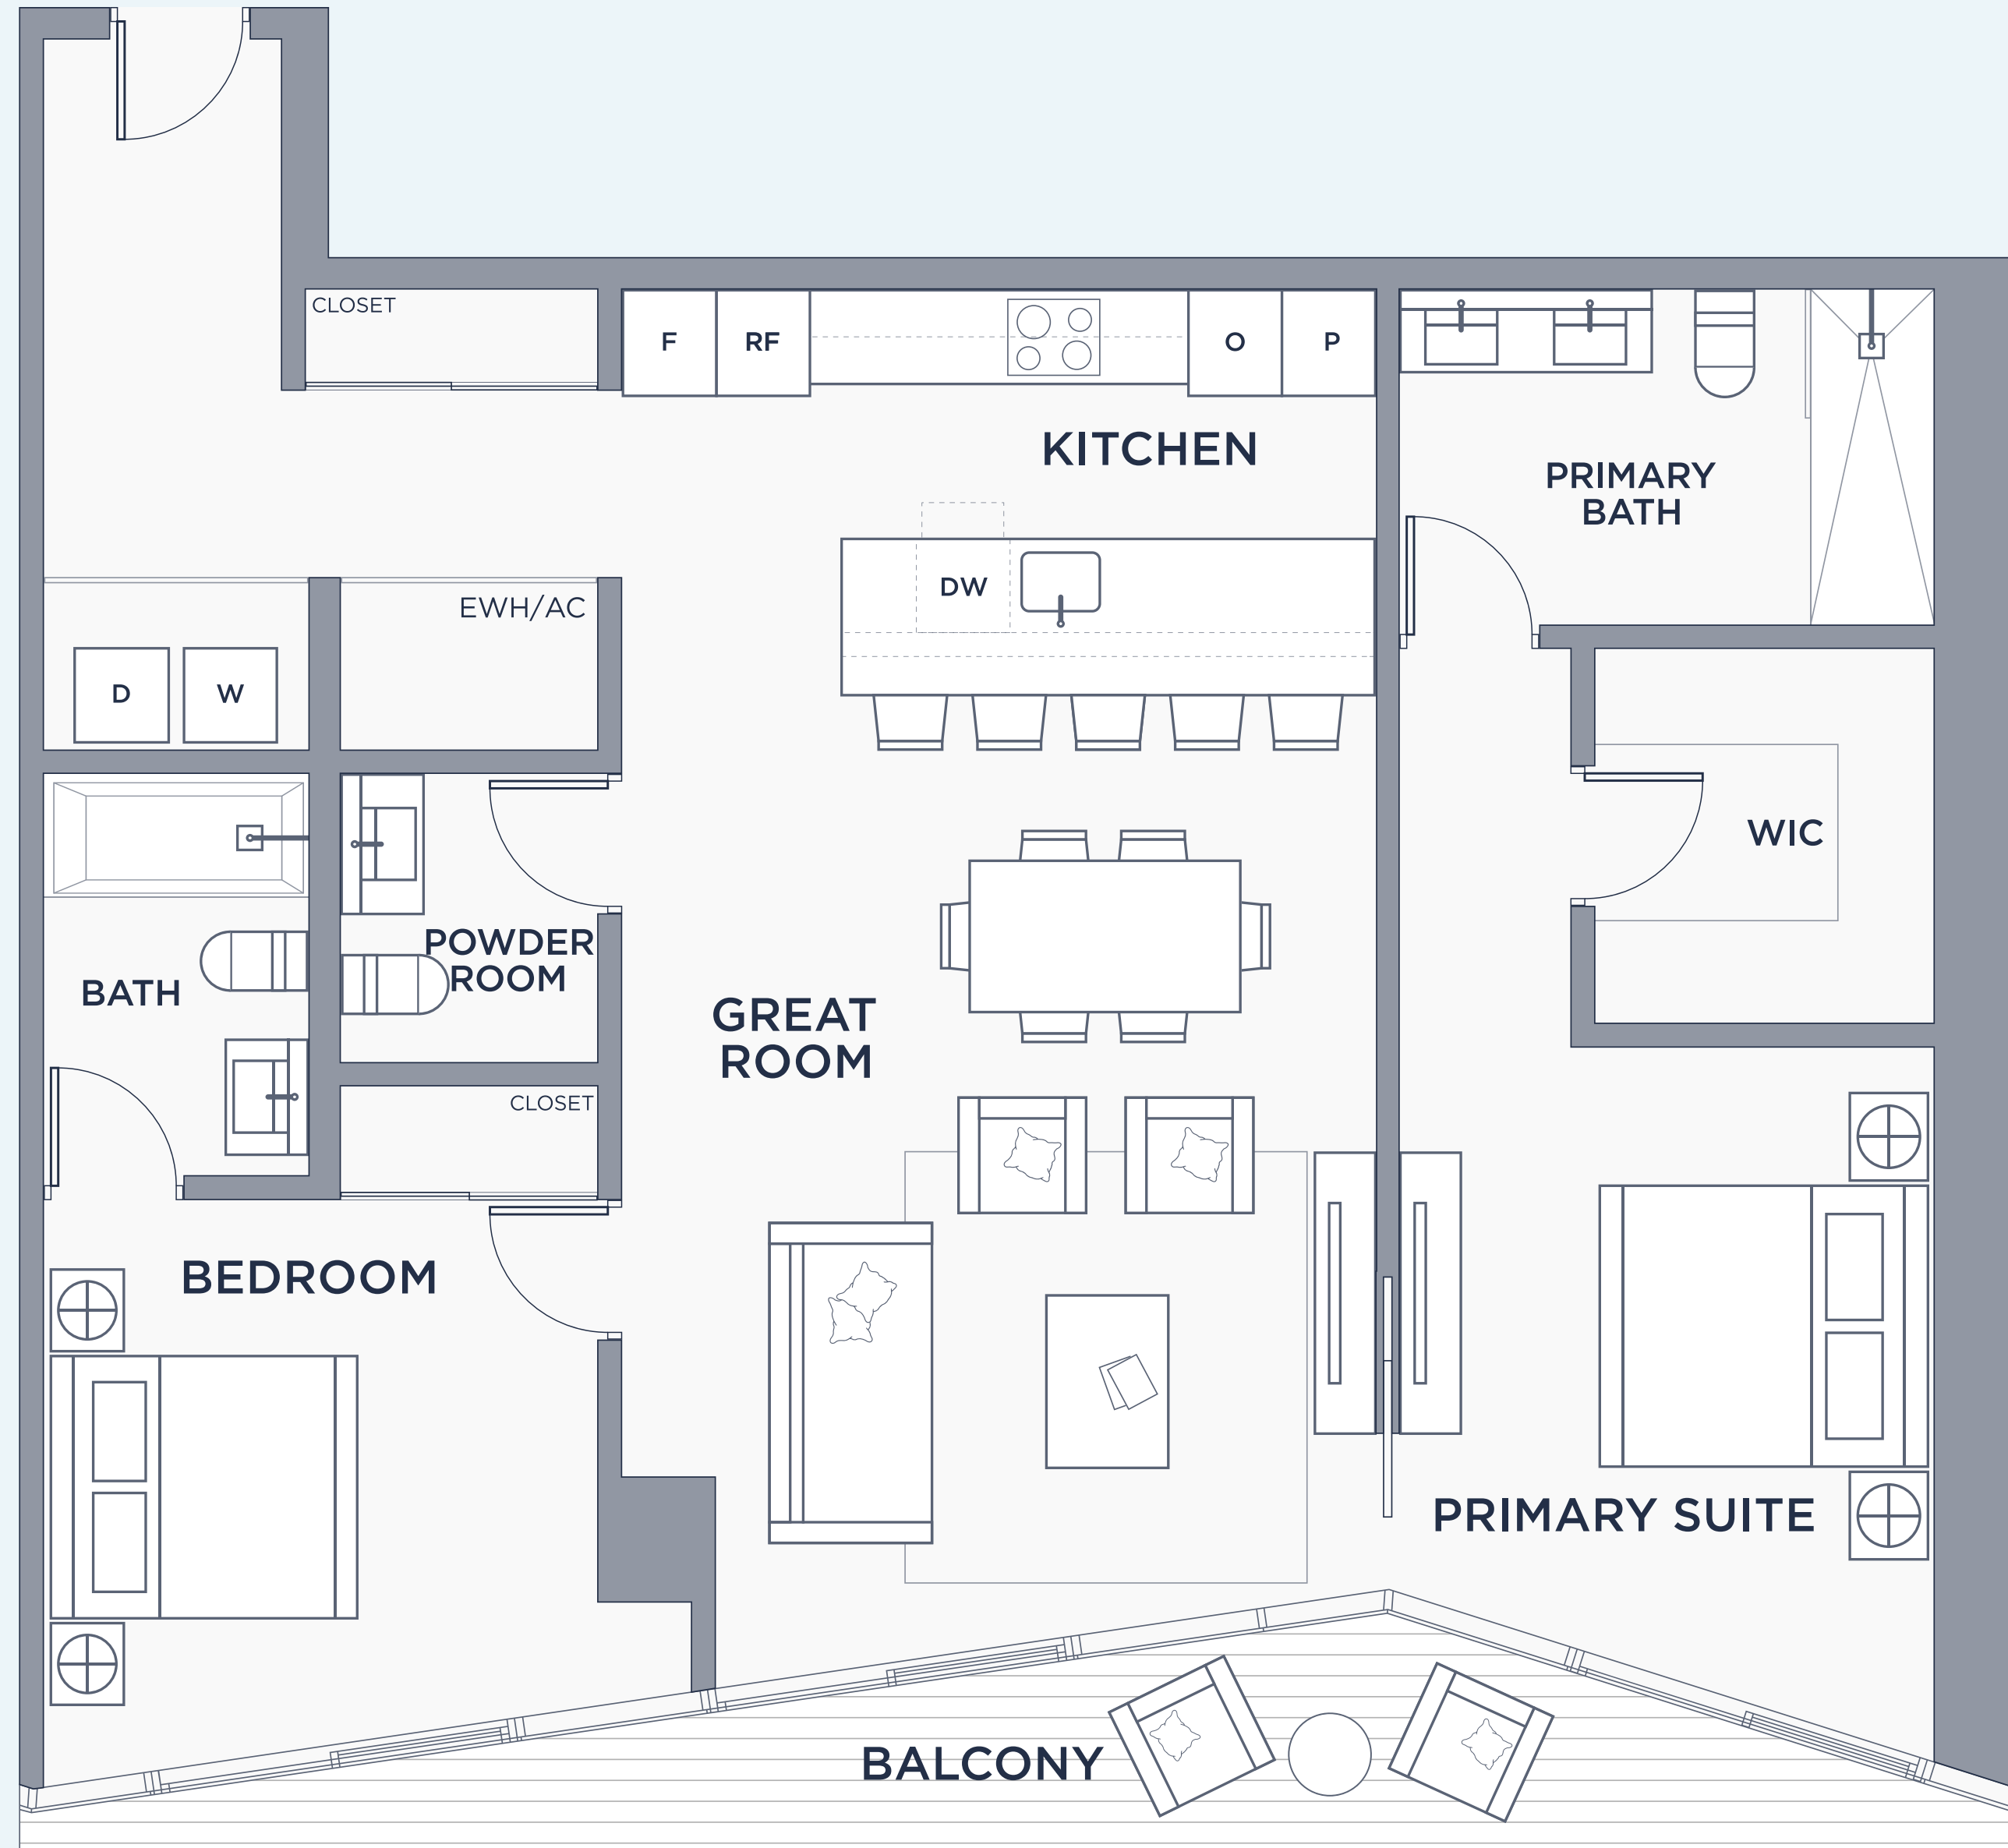 CLOSET
F
RF
O
P
KITCHEN
PRIMARY
BATH
DW
EWH/AC
D
W
WIC
POWDER
ROOM
BATH
GREAT
ROOM
CLOSET
BEDROOM
PRIMARY SUITE
BALCONY